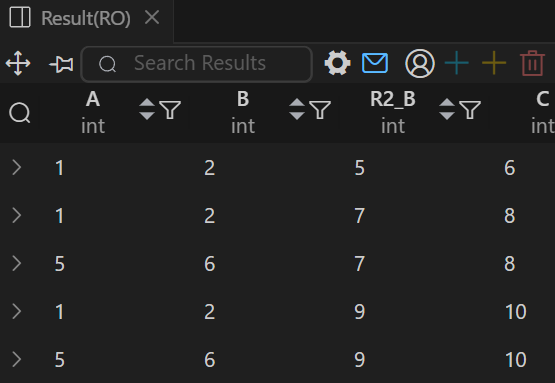 Result(RO)
Search Results
A B R2_B C
int int int int
1 2 5 6
1 2 7 8
5 6 7 8
1 2 9 10
5 6 9 10